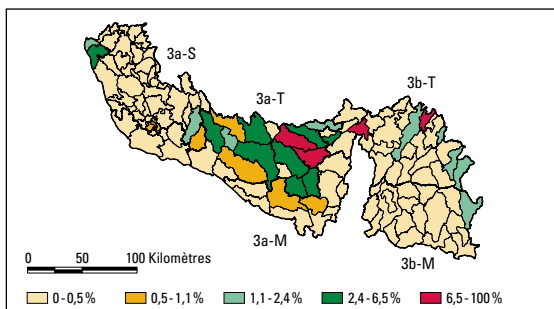 3a-S
3a-T
3b-T
3a-M
3b-M
0 50 100 Kilomètres
0 - 0,5 % 0,5 - 1,1 % 1,1 - 2,4 % 2,4 - 6,5 % 6,5 - 100 %